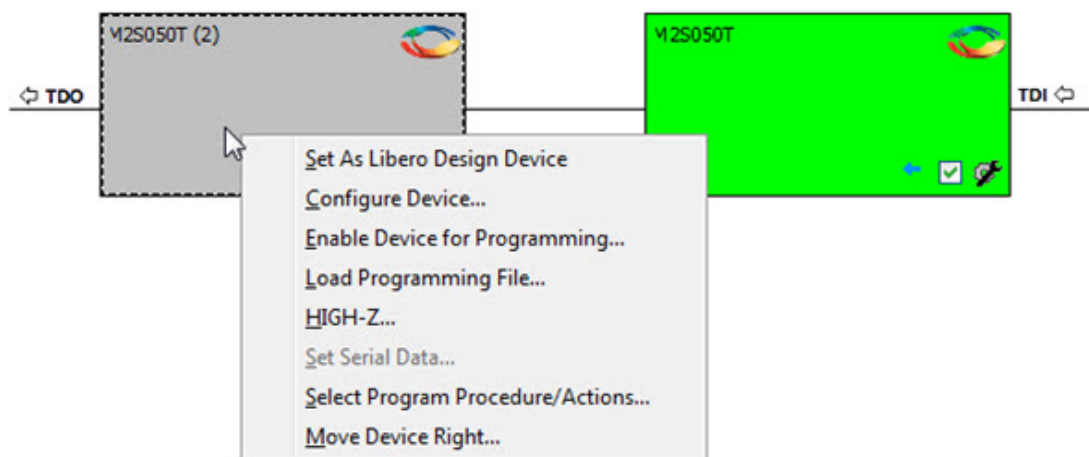 M2S050T (2)
M2S050T
TDO
TDI
Set As Libero Design Device
Configure Device...
Enable Device for Programming...
Load Programming File...
HIGH-Z...
Set Serial Data...
Select Program Procedure/Actions...
Move Device Right...